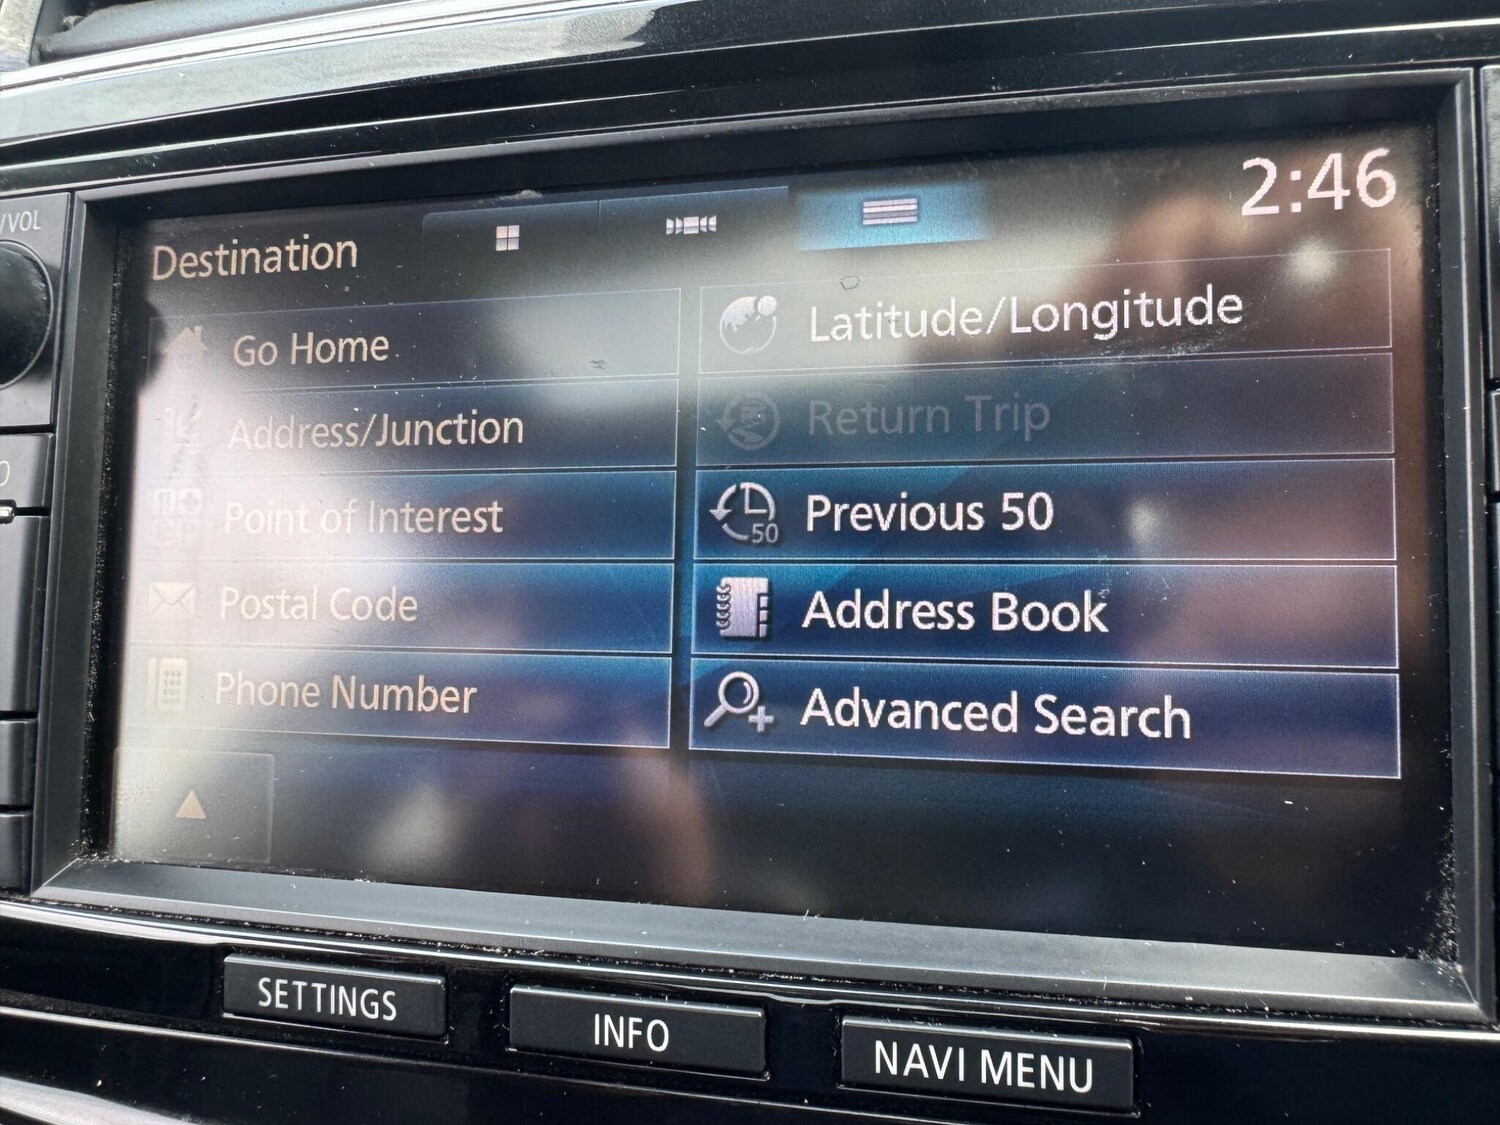 /VOL
2:46
Destination
Go Home
Address/Junction
Point of Interest
Postal Code
Phone Number
Latitude/Longitude
Return Trip
Previous 50
50
Address Book
Advanced Search
SETTINGS
INFO
NAVI MENU